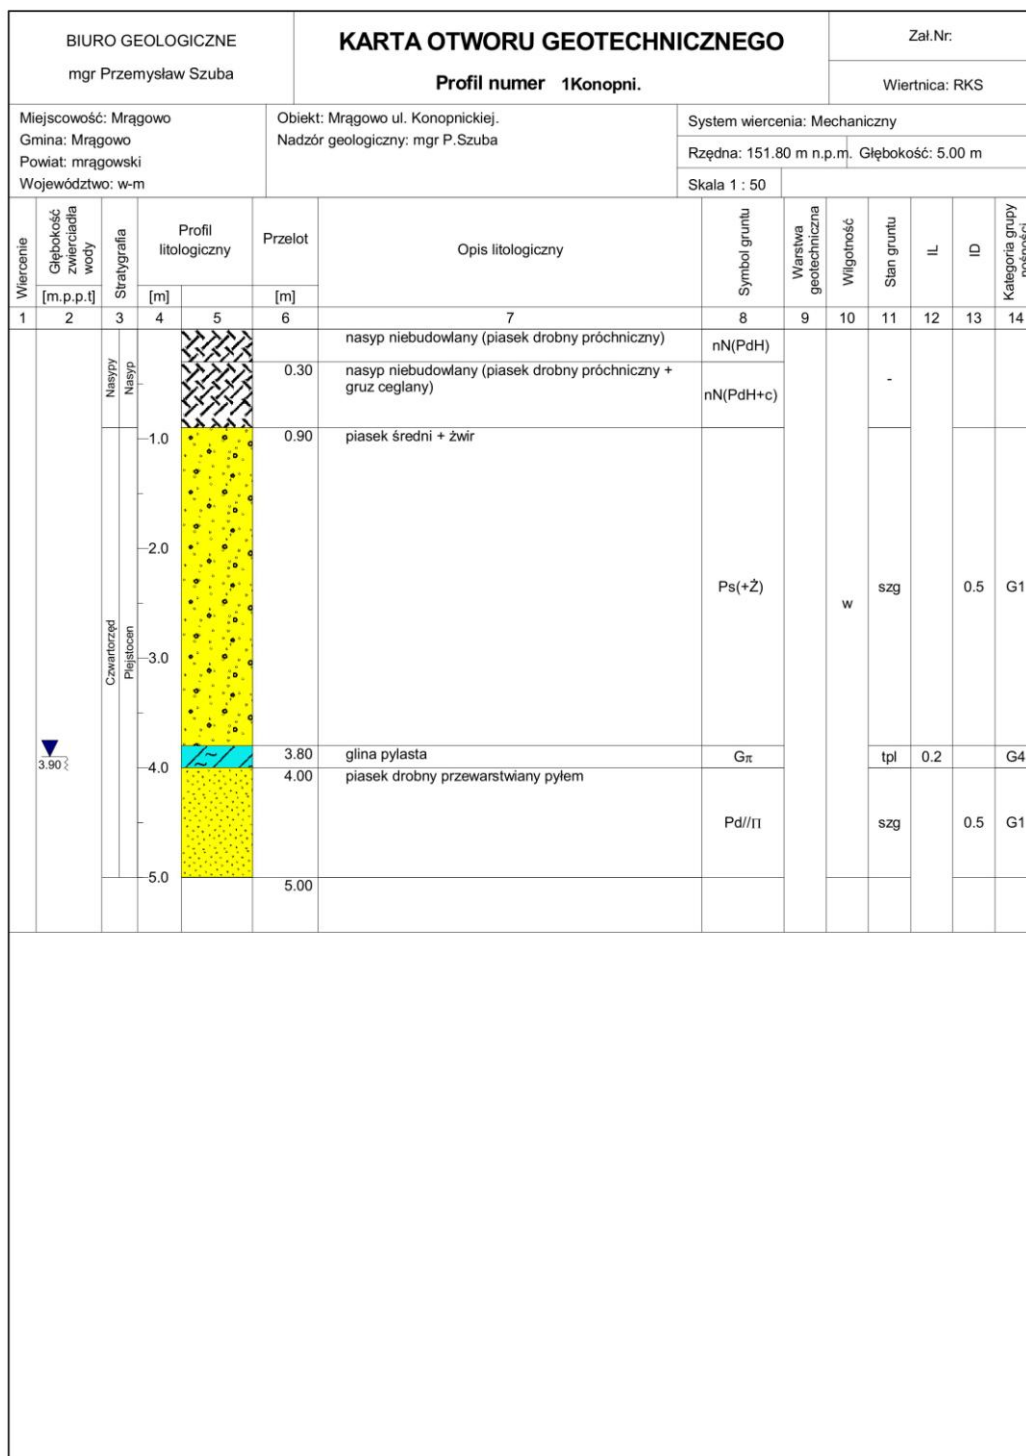 BIURO GEOLOGICZNE
mgr Przemysław Szuba
KARTA OTWORU GEOTECHNICZNEGO
Profil numer 1Konopni.
Zał.Nr:
Wiertnica: RKS
Miejscowość: Mrągowo
Gmina: Mrągowo
Powiat: mrągowski
Województwo: w-m
Obiekt: Mrągowo ul. Konopnickiej.
Nadzór geologiczny: mgr P.Szuba
System wiercenia: Mechaniczny
Rzędna: 151.80 m n.p.m. Głębokość: 5.00 m
Skala 1 : 50
Wiercenie
Głębokość
zwierciadła
wody
[m.p.p.t]
Stratygrafia
Profil
litologiczny
[m]
Przelot
[m]
Opis litologiczny
Symbol gruntu
Warstwa
geotechniczna
Wilgotność
Stan gruntu
IL
ID
Kategoria grupy
nośności
1 2 3 4 5 6 7 8 9 10 11 12 13 14
Nasypy
Nasyp
nasyp niebudowlany (piasek drobny próchniczny)
nN(PdH)
0.30 nasyp niebudowlany (piasek drobny próchniczny +
gruz ceglany)
nN(PdH+c)
-
1.0
0.90 piasek średni + żwir
2.0
Ps(+Ż) w szg 0.5 G1
Czwartorzęd
Plejstocen
3.0
3.90
3.80 glina pylasta Gπ tpl 0.2 G4
4.0
4.00 piasek drobny przewarstwiany pyłem
Pd//Π szg 0.5 G1
5.0
5.00